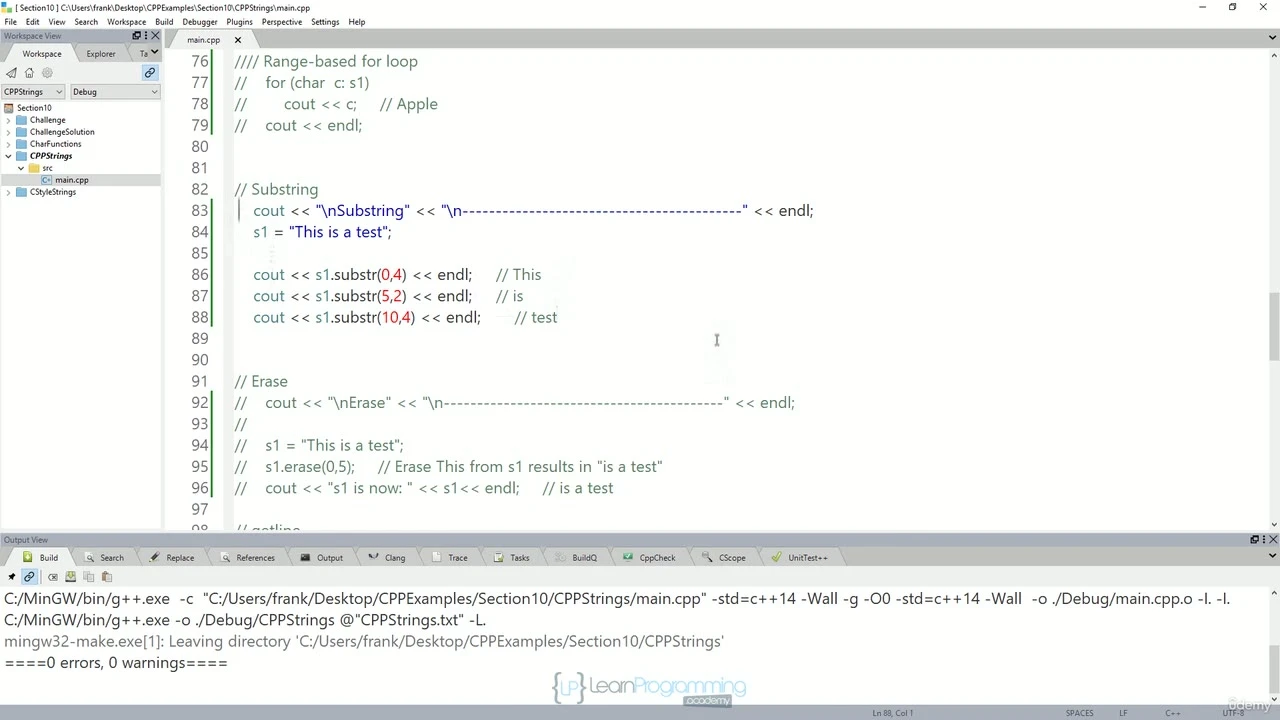 [ Section10 ] C:\Users\frank\Desktop\CPPExamples\Section10\CPPStrings\main.cpp
File Edit View Search Workspace Build Debugger Plugins Perspective Settings Help
Workspace View
Workspace Explorer Ta
CPPStrings Debug
Section10
Challenge
ChallengeSolution
CharFunctions
CPPStrings
src
main.cpp
CStyleStrings
main.cpp
76 //// Range-based for loop
77 // for (char c: s1)
78 // cout << c; // Apple
79 // cout << endl;
80
81
82 // Substring
83 cout << "\nSubstring" << "\n-----------------------------------------" << endl;
84 s1 = "This is a test";
85
86 cout << s1.substr(0,4) << endl; // This
87 cout << s1.substr(5,2) << endl; // is
88 cout << s1.substr(10,4) << endl; // test
89
90
91 // Erase
92 // cout << "\nErase" << "\n-----------------------------------------" << endl;
93 //
94 // s1 = "This is a test";
95 // s1.erase(0,5); // Erase This from s1 results in "is a test"
96 // cout << "s1 is now: " << s1<< endl; // is a test
97
98 // getline
Output View
Build Search Replace References Output Clang Trace Tasks BuildQ CppCheck CScope UnitTest++
C:/MinGW/bin/g++.exe -c "C:/Users/frank/Desktop/CPPExamples/Section10/CPPStrings/main.cpp" -std=c++14 -Wall -g -O0 -std=c++14 -Wall -o ./Debug/main.cpp.o -I. -I.
C:/MinGW/bin/g++.exe -o ./Debug/CPPStrings @"CPPStrings.txt" -L.
mingw32-make.exe[1]: Leaving directory 'C:/Users/frank/Desktop/CPPExamples/Section10/CPPStrings'
====0 errors, 0 warnings====
{LP} LearnProgramming
academy
Ln 88, Col 1 SPACES LF C++ UTF-8
ûdemy